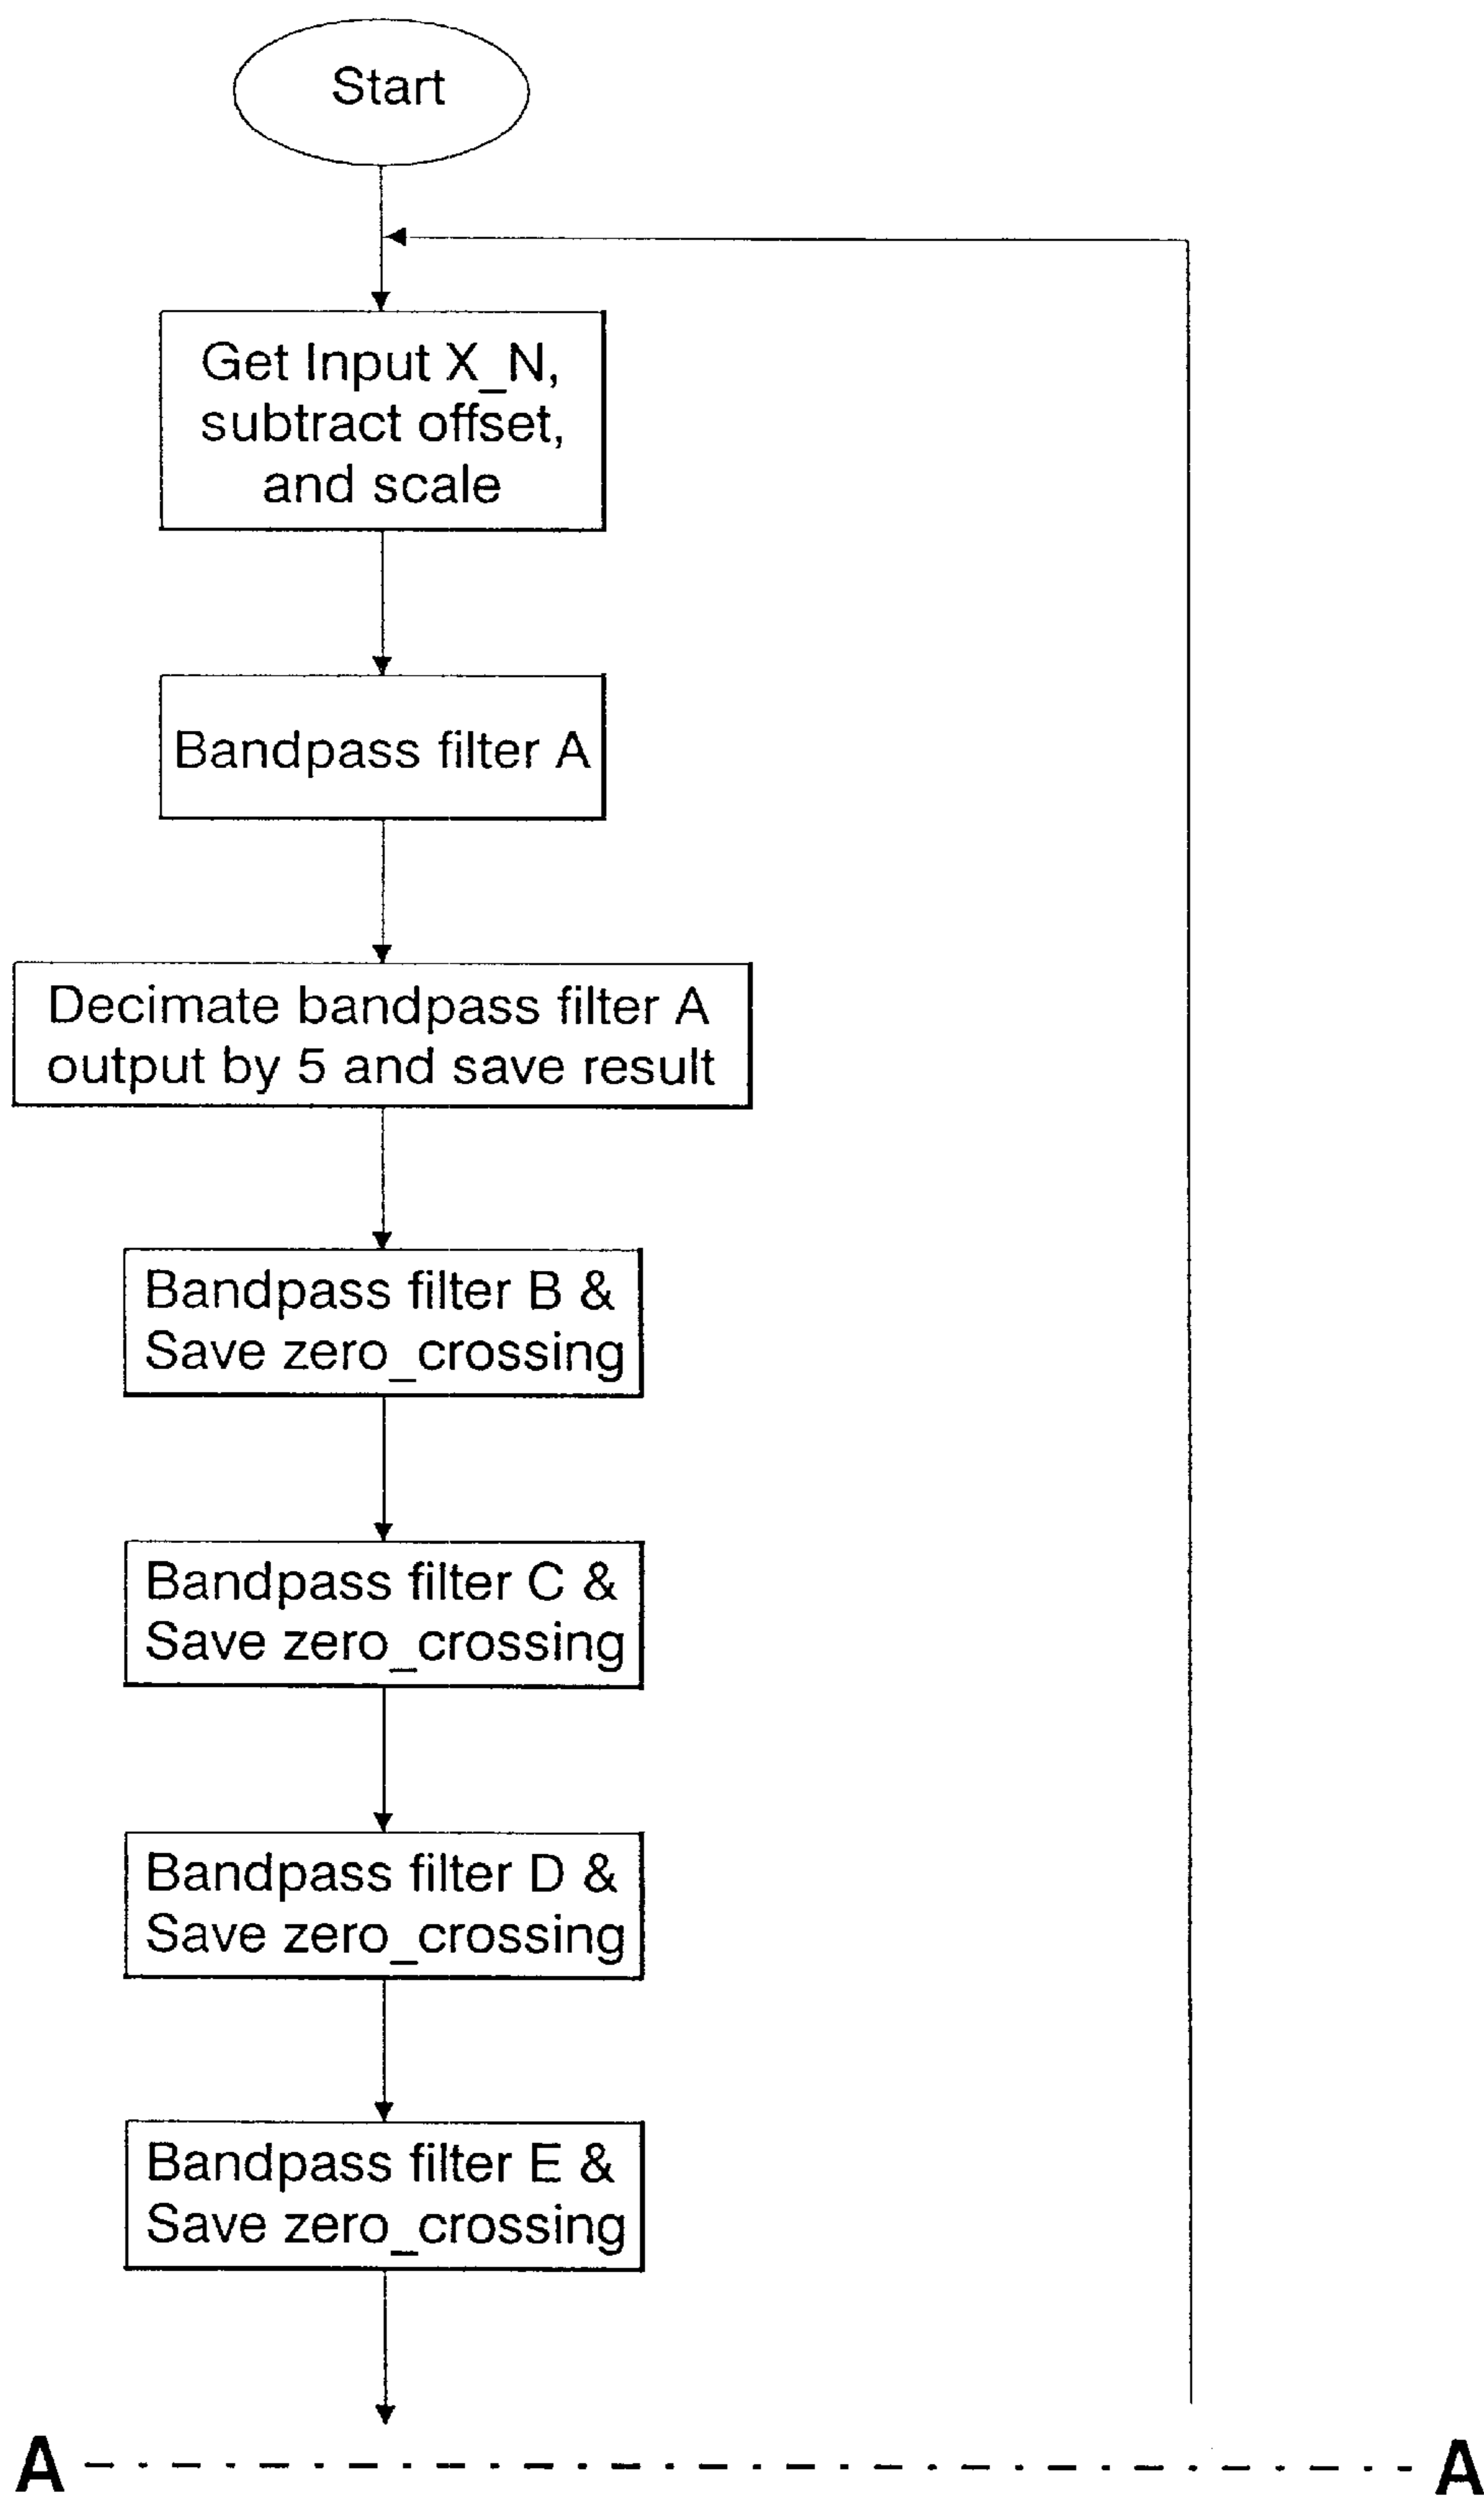 Start
Get Input X_N,
subtract offset,
and scale
Bandpass filter A
Decimate bandpass filter A
output by 5 and save result
Bandpass filter B &
Save zero_crossing
Bandpass filter C &
Save zero_crossing
Bandpass filter D &
Save zero_crossing
Bandpass filter E &
Save zero_crossing
A A